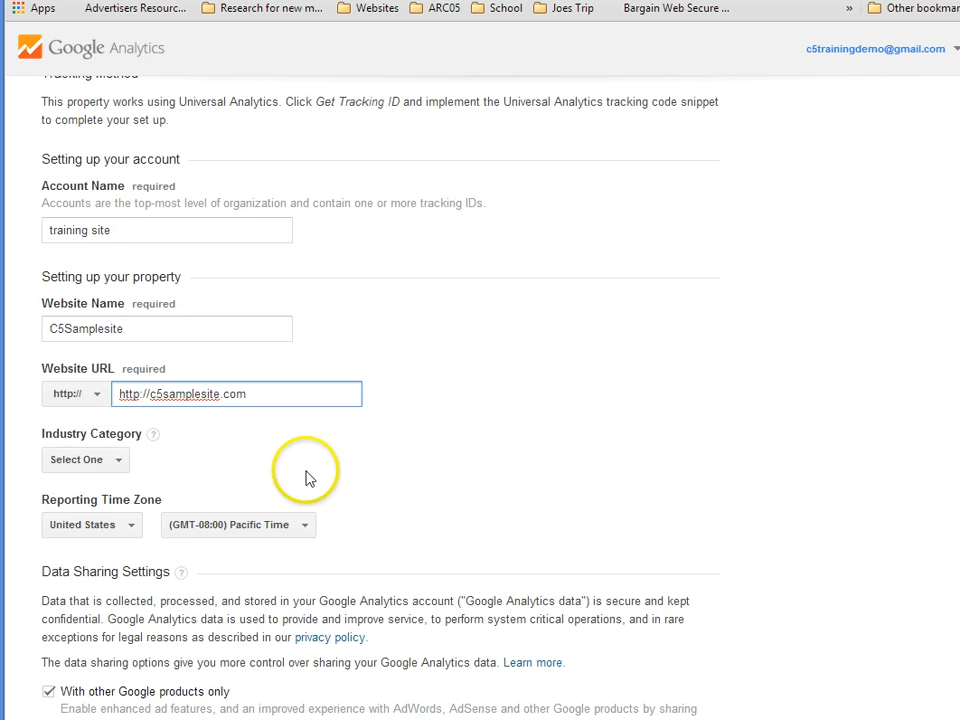 Apps Advertisers Resourc... Research for new m... Websites ARC05 School Joes Trip Bargain Web Secure ... » Other bookmar
Google Analytics c5trainingdemo@gmail.com
Tracking Method
This property works using Universal Analytics. Click Get Tracking ID and implement the Universal Analytics tracking code snippet
to complete your set up.
Setting up your account
Account Name required
Accounts are the top-most level of organization and contain one or more tracking IDs.
training site
Setting up your property
Website Name required
C5Samplesite
Website URL required
http:// http://c5samplesite.com
Industry Category ?
Select One
Reporting Time Zone
United States (GMT-08:00) Pacific Time
Data Sharing Settings ?
Data that is collected, processed, and stored in your Google Analytics account ("Google Analytics data") is secure and kept
confidential. Google Analytics data is used to provide and improve service, to perform system critical operations, and in rare
exceptions for legal reasons as described in our privacy policy.
The data sharing options give you more control over sharing your Google Analytics data. Learn more.
With other Google products only
Enable enhanced ad features, and an improved experience with AdWords, AdSense and other Google products by sharing